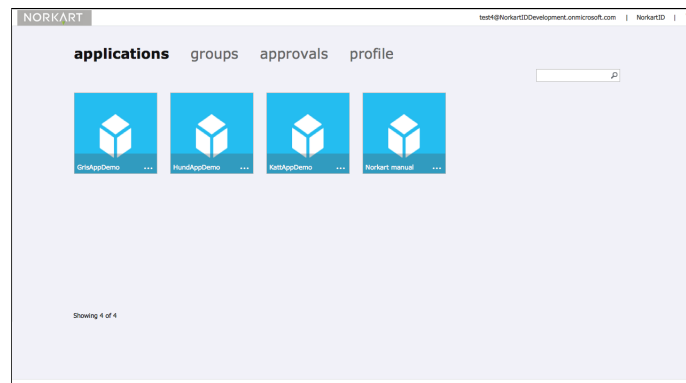 NORKART
test4@NorkartIDDevelopment.onmicrosoft.com | NorkartID |
applications groups approvals profile
GrisAppDemo ... HundAppDemo ... KattAppDemo ... Norkart manual ...
Showing 4 of 4